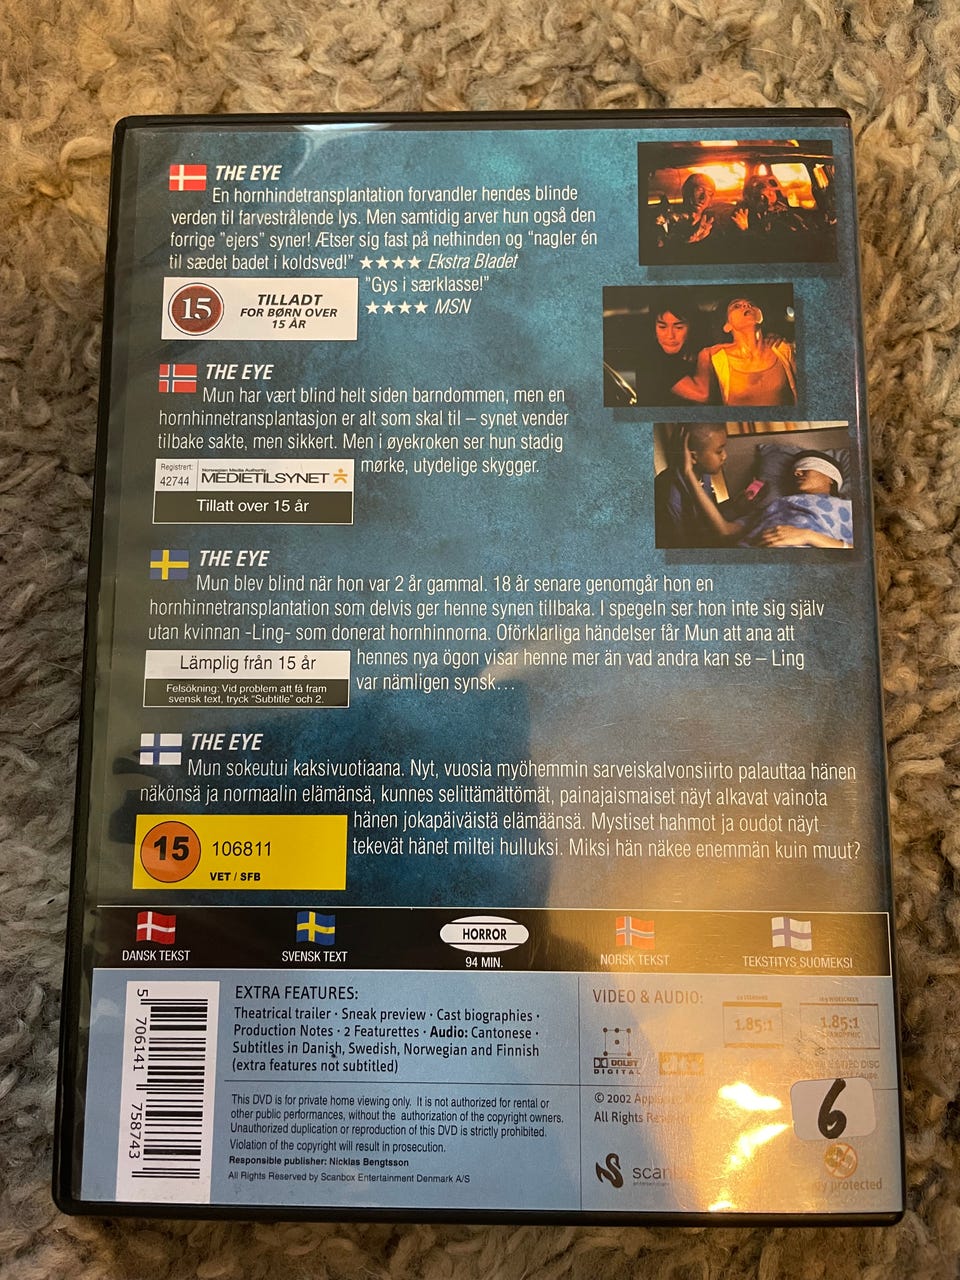 THE EYE
En hornhindetransplantation forvandler hendes blinde
verden til farvestrålende lys. Men samtidig arver hun også den
forrige "ejers" syner! Ætser sig fast på nethinden og "nagler én
til sædet badet i koldsved!" ★★★★ Ekstra Bladet
"Gys i særklasse!"
★★★★ MSN
15
TILLADT
FOR BØRN OVER
15 ÅR
THE EYE
Mun har vært blind helt siden barndommen, men en
hornhinnetransplantasjon er alt som skal til – synet vender
tilbake sakte, men sikkert. Men i øyekroken ser hun stadig
mørke, utydelige skygger.
Registrert:
42744
Norwegian Media Authority
MEDIETILSYNET
Tillatt over 15 år
THE EYE
Mun blev blind när hon var 2 år gammal. 18 år senare genomgår hon en
hornhinnetransplantation som delvis ger henne synen tillbaka. I spegeln ser hon inte sig själv
utan kvinnan -Ling- som donerat hornhinnorna. Oförklarliga händelser får Mun att ana att
hennes nya ögon visar henne mer än vad andra kan se – Ling
var nämligen synsk...
Lämplig från 15 år
Felsökning: Vid problem att få fram
svensk text, tryck "Subtitle" och 2.
THE EYE
Mun sokeutui kaksivuotiaana. Nyt, vuosia myöhemmin sarveiskalvonsiirto palauttaa hänen
näkönsä ja normaalin elämänsä, kunnes selittämättömät, painajaismaiset näyt alkavat vainota
hänen jokapäiväistä elämäänsä. Mystiset hahmot ja oudot näyt
tekevät hänet miltei hulluksi. Miksi hän näkee enemmän kuin muut?
15
106811
VET / SFB
DANSK TEKST
SVENSK TEXT
HORROR
94 MIN.
NORSK TEKST
TEKSTITYS SUOMEKSI
5 706141 758743
EXTRA FEATURES:
Theatrical trailer · Sneak preview · Cast biographies ·
Production Notes · 2 Featurettes · Audio: Cantonese ·
Subtitles in Danish, Swedish, Norwegian and Finnish
(extra features not subtitled)
This DVD is for private home viewing only. It is not authorized for rental or
other public performances, without the authorization of the copyright owners.
Unauthorized duplication or reproduction of this DVD is strictly prohibited.
Violation of the copyright will result in prosecution.
Responsible publisher: Nicklas Bengtsson
All Rights Reserved by Scanbox Entertainment Denmark A/S
VIDEO & AUDIO:
1.85:1
16:9 WIDESCREEN
1.85:1
DOLBY
DIGITAL
dts
© 2002
All Rights
6
protected